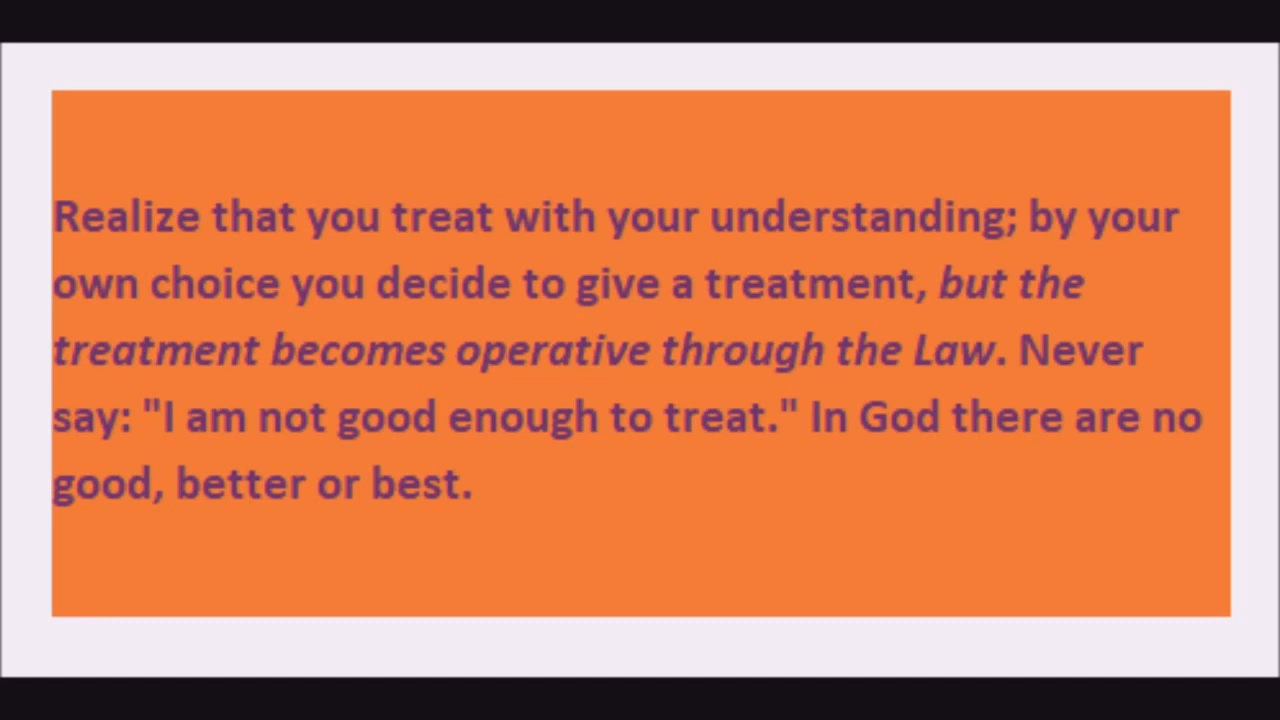 Realize that you treat with your understanding; by your
own choice you decide to give a treatment, but the
treatment becomes operative through the Law. Never
say: "I am not good enough to treat." In God there are no
good, better or best.